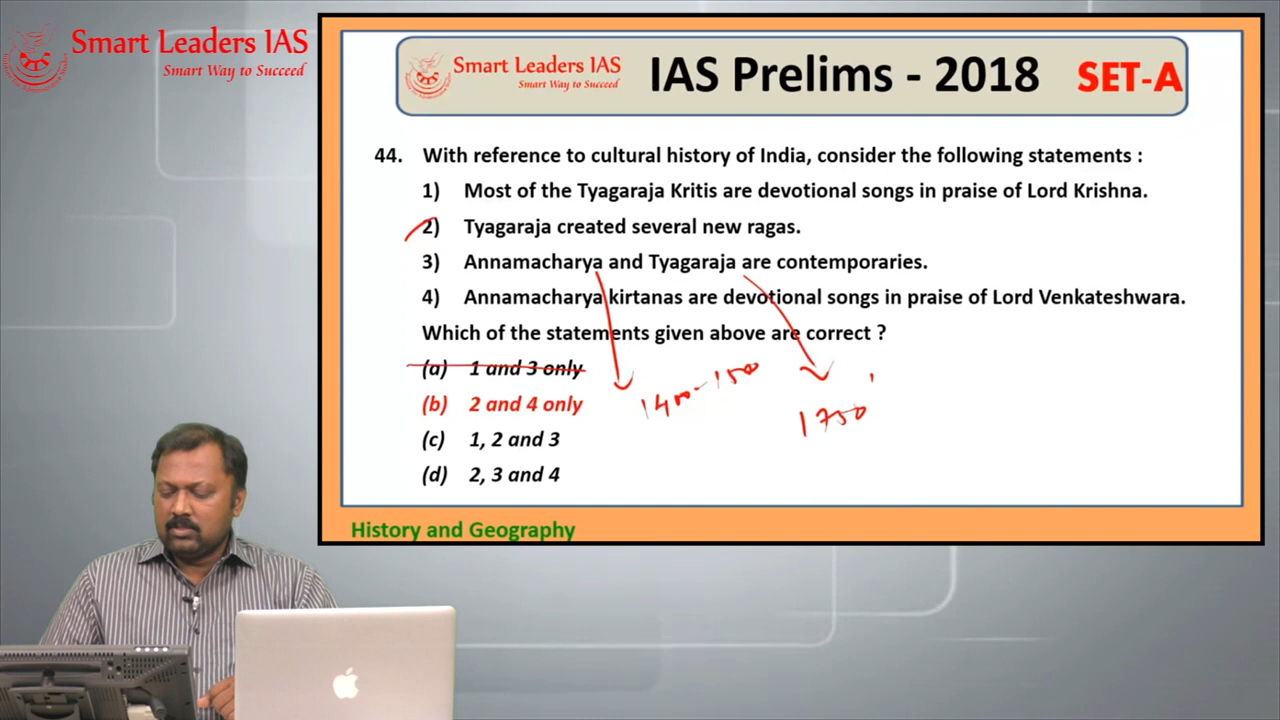 Smart Leaders IAS
Smart Way to Succeed
Smart Leaders IAS
Smart Way to Succeed
IAS Prelims - 2018 SET-A
44. With reference to cultural history of India, consider the following statements :
1) Most of the Tyagaraja Kritis are devotional songs in praise of Lord Krishna.
2) Tyagaraja created several new ragas.
3) Annamacharya and Tyagaraja are contemporaries.
4) Annamacharya kirtanas are devotional songs in praise of Lord Venkateshwara.
Which of the statements given above are correct ?
(a) 1 and 3 only
(b) 2 and 4 only
1400-1500
1750
(c) 1, 2 and 3
(d) 2, 3 and 4
History and Geography